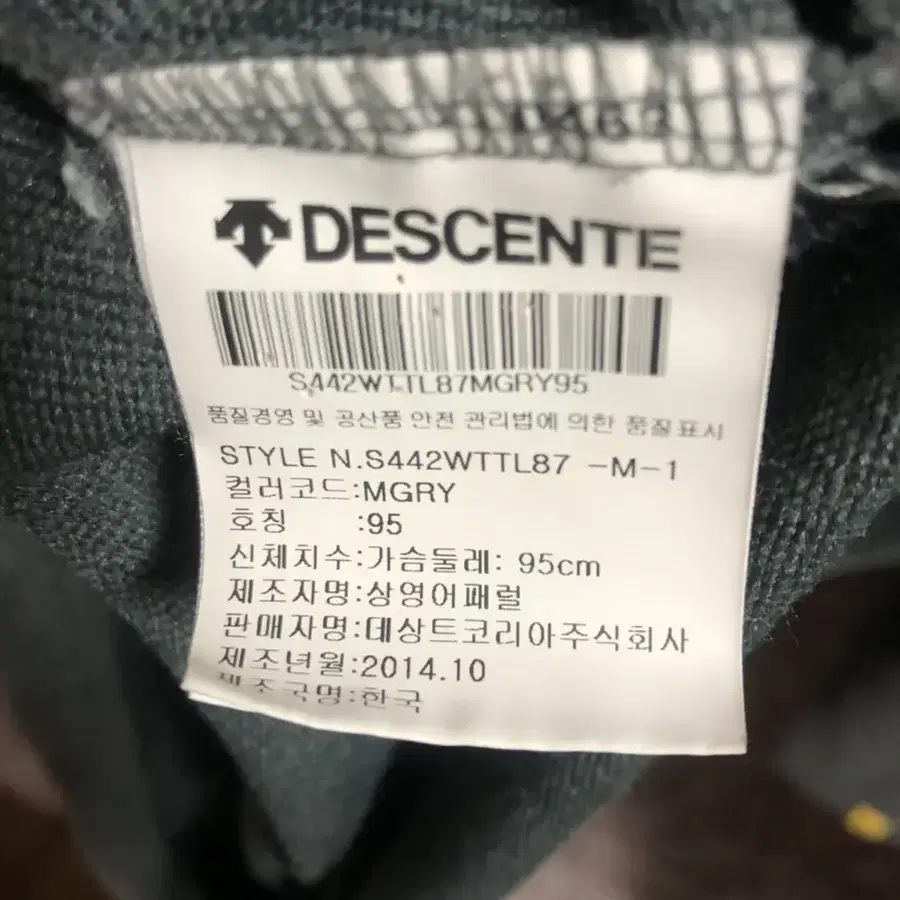 DESCENTE
S442WTTL87MGRY95
품질경영 및 공산품 안전 관리법에 의한 품질표시
STYLE N.S442WTTL87 -M-1
컬러코드:MGRY
호칭 :95
신체치수:가슴둘레: 95cm
제조자명:상영어패럴
판매자명:데상트코리아주식회사
제조년월:2014.10
제조국명:한국